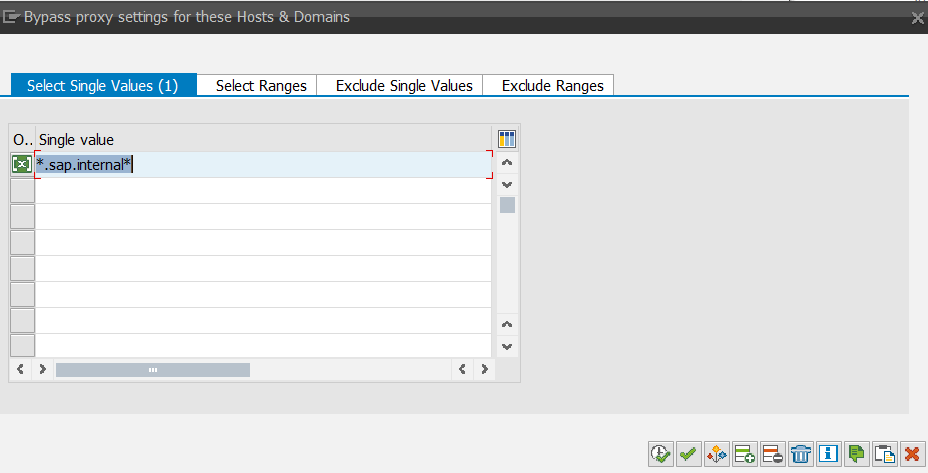 Bypass proxy settings for these Hosts & Domains
Select Single Values (1) Select Ranges Exclude Single Values Exclude Ranges
O.. Single value
*.sap.internal*